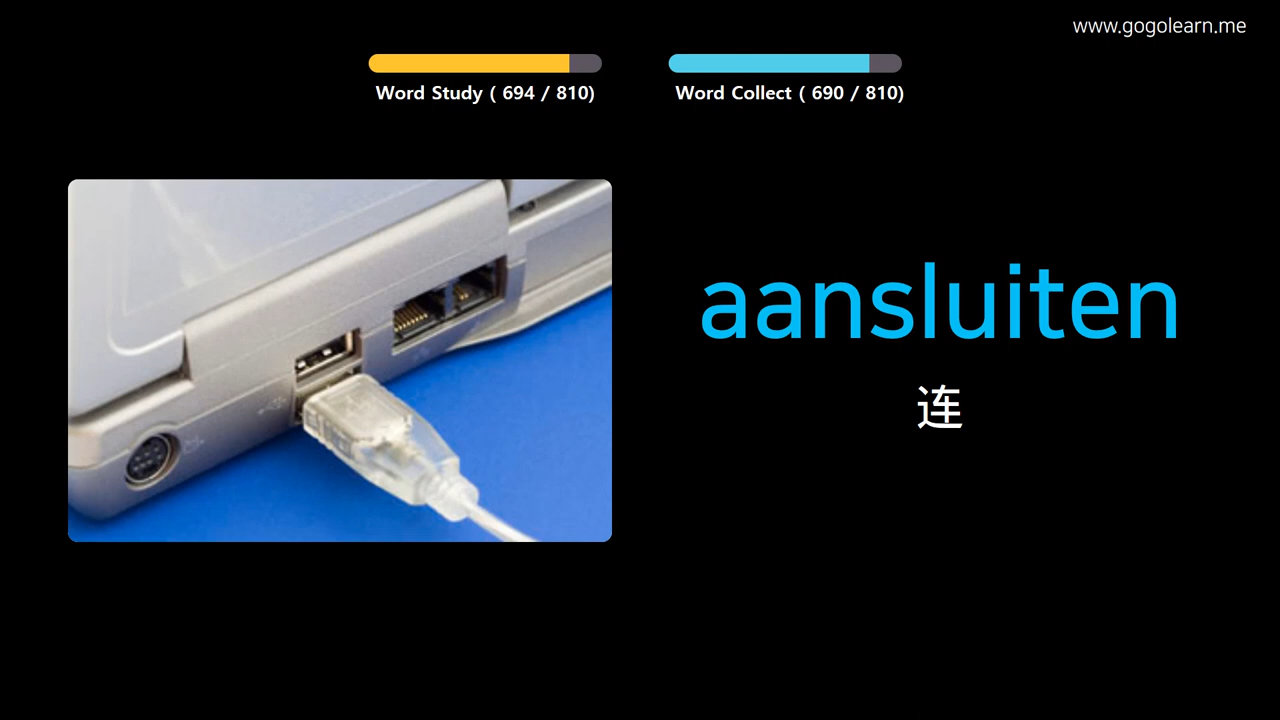 www.gogolearn.me
Word Study ( 694 / 810)
Word Collect ( 690 / 810)
aansluiten
连